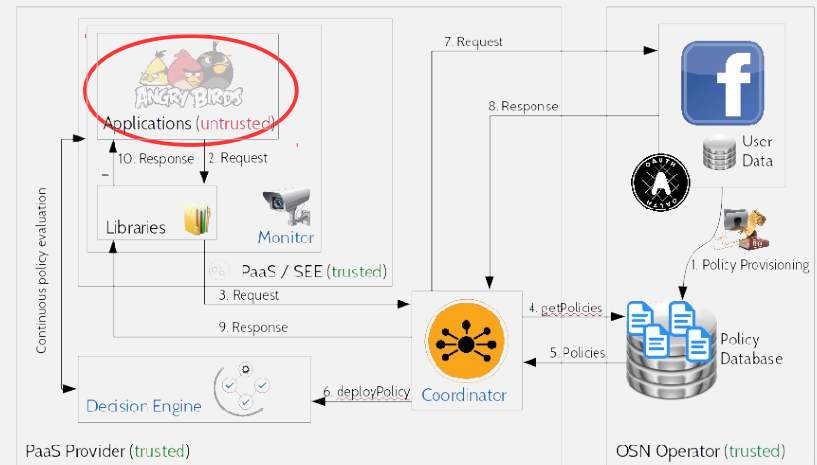 7. Request
8. Response
ANGRY BIRDS
Applications (untrusted)
10. Response
2. Request
Libraries
Monitor
PaaS / SEE (trusted)
3. Request
9. Response
Continuous policy evaluation
Decision Engine
6. deployPolicy
Coordinator
4. getPolicies
5. Policies
PaaS Provider (trusted)
f
User
Data
OAUTH
A
OAUTH
1. Policy Provisioning
Policy
Database
OSN Operator (trusted)